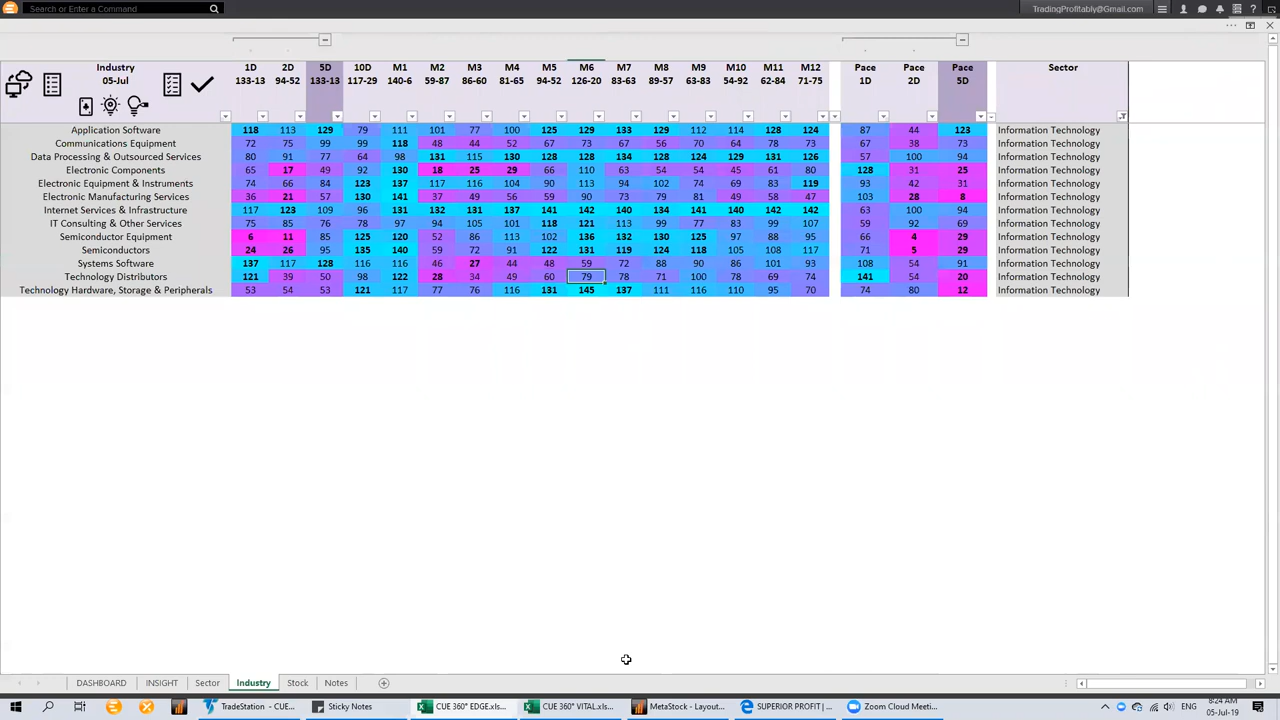 Search or Enter a Command
TradingProfitably@Gmail.com
Industry 1D 2D 5D 10D M1 M2 M3 M4 M5 M6 M7 M8 M9 M10 M11 M12 Pace Pace Pace Sector
05-Jul 133-13 94-52 133-13 117-29 140-6 59-87 86-60 81-65 94-52 126-20 83-63 89-57 63-83 54-92 62-84 71-75 1D 2D 5D
Application Software 118 113 129 79 111 101 77 100 125 129 133 129 112 114 128 124 87 44 123 Information Technology
Communications Equipment 72 75 99 99 118 48 44 52 67 73 67 56 70 64 78 73 67 38 73 Information Technology
Data Processing & Outsourced Services 80 91 77 64 98 131 115 130 128 128 134 128 124 129 131 126 57 100 94 Information Technology
Electronic Components 65 17 49 92 130 18 25 29 66 110 63 54 54 45 61 80 128 31 25 Information Technology
Electronic Equipment & Instruments 74 66 84 123 137 117 116 104 90 113 94 102 74 69 83 119 93 42 31 Information Technology
Electronic Manufacturing Services 36 21 57 130 141 37 49 56 59 90 73 79 81 49 58 47 103 28 8 Information Technology
Internet Services & Infrastructure 117 123 109 96 131 132 131 137 141 142 140 134 141 140 142 142 63 100 94 Information Technology
IT Consulting & Other Services 75 85 76 78 97 94 105 101 118 121 113 99 77 83 99 107 59 92 69 Information Technology
Semiconductor Equipment 6 11 85 125 120 52 86 113 102 136 132 130 125 97 88 95 66 4 29 Information Technology
Semiconductors 24 26 95 135 140 59 72 91 122 131 119 124 118 105 108 117 71 5 29 Information Technology
Systems Software 137 117 128 116 116 46 27 44 48 59 72 88 90 86 101 93 108 54 91 Information Technology
Technology Distributors 121 39 50 98 122 28 34 49 60 79 78 71 100 78 69 74 141 54 20 Information Technology
Technology Hardware, Storage & Peripherals 53 54 53 121 117 77 76 116 131 145 137 111 116 110 95 70 74 80 12 Information Technology
DASHBOARD INSIGHT Sector Industry Stock Notes
TradeStation - CUE... Sticky Notes CUE 360° EDGE.xls... CUE 360° VITAL.xls... MetaStock - Layout... SUPERIOR PROFIT | ... Zoom Cloud Meeti... ENG 8:24 AM
05-Jul-19